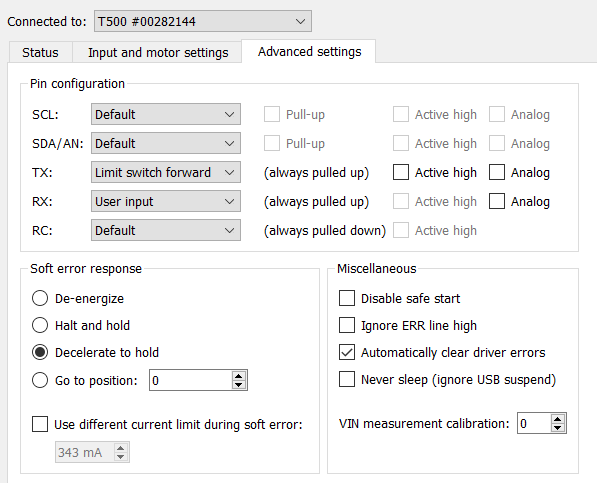 Connected to: T500 #00282144
Status Input and motor settings Advanced settings
Pin configuration
SCL: Default Pull-up Active high Analog
SDA/AN: Default Pull-up Active high Analog
TX: Limit switch forward (always pulled up) Active high Analog
RX: User input (always pulled up) Active high Analog
RC: Default (always pulled down) Active high
Soft error response
De-energize
Halt and hold
Decelerate to hold
Go to position: 0
Use different current limit during soft error:
343 mA
Miscellaneous
Disable safe start
Ignore ERR line high
Automatically clear driver errors
Never sleep (ignore USB suspend)
VIN measurement calibration: 0